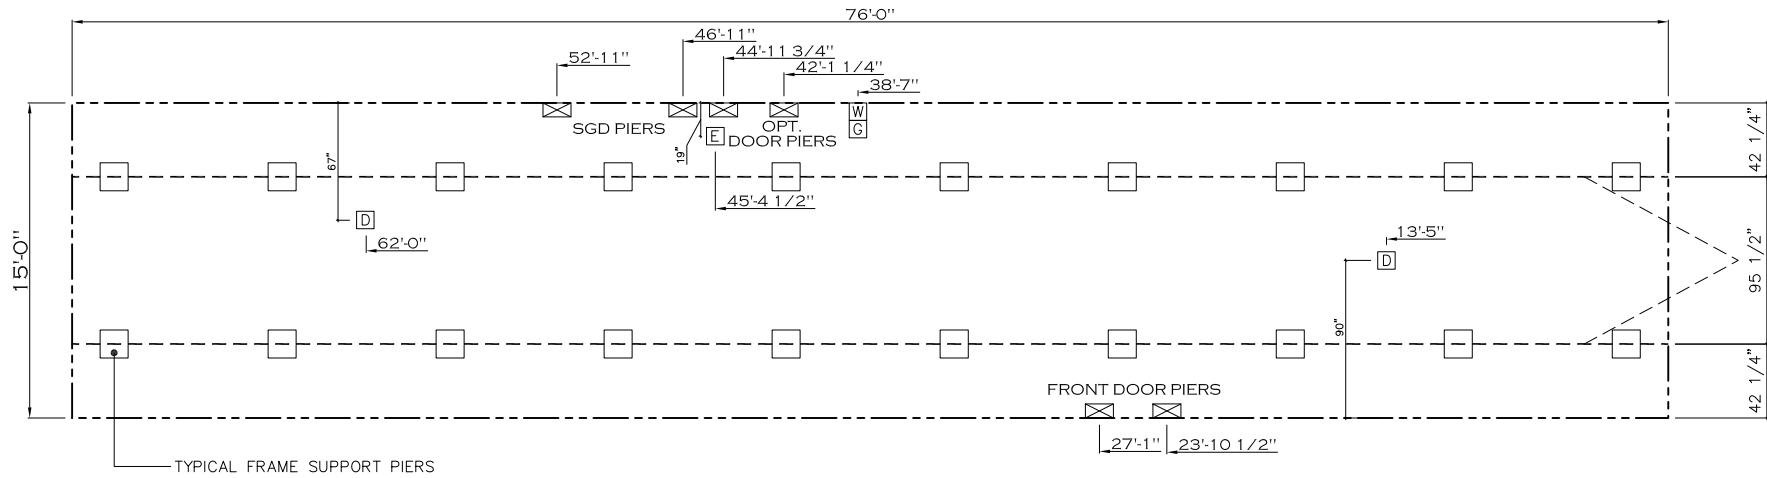 76'-0"
46'-11"
44'-11 3/4"
52'-11"
42'-1 1/4"
38'-7"
SGD PIERS
OPT.
DOOR PIERS
W
G
E
19"
67"
42 1/4"
45'-4 1/2"
D
62'-0"
15'-0"
13'-5"
D
95 1/2"
90"
42 1/4"
FRONT DOOR PIERS
27'-1"
23'-10 1/2"
TYPICAL FRAME SUPPORT PIERS